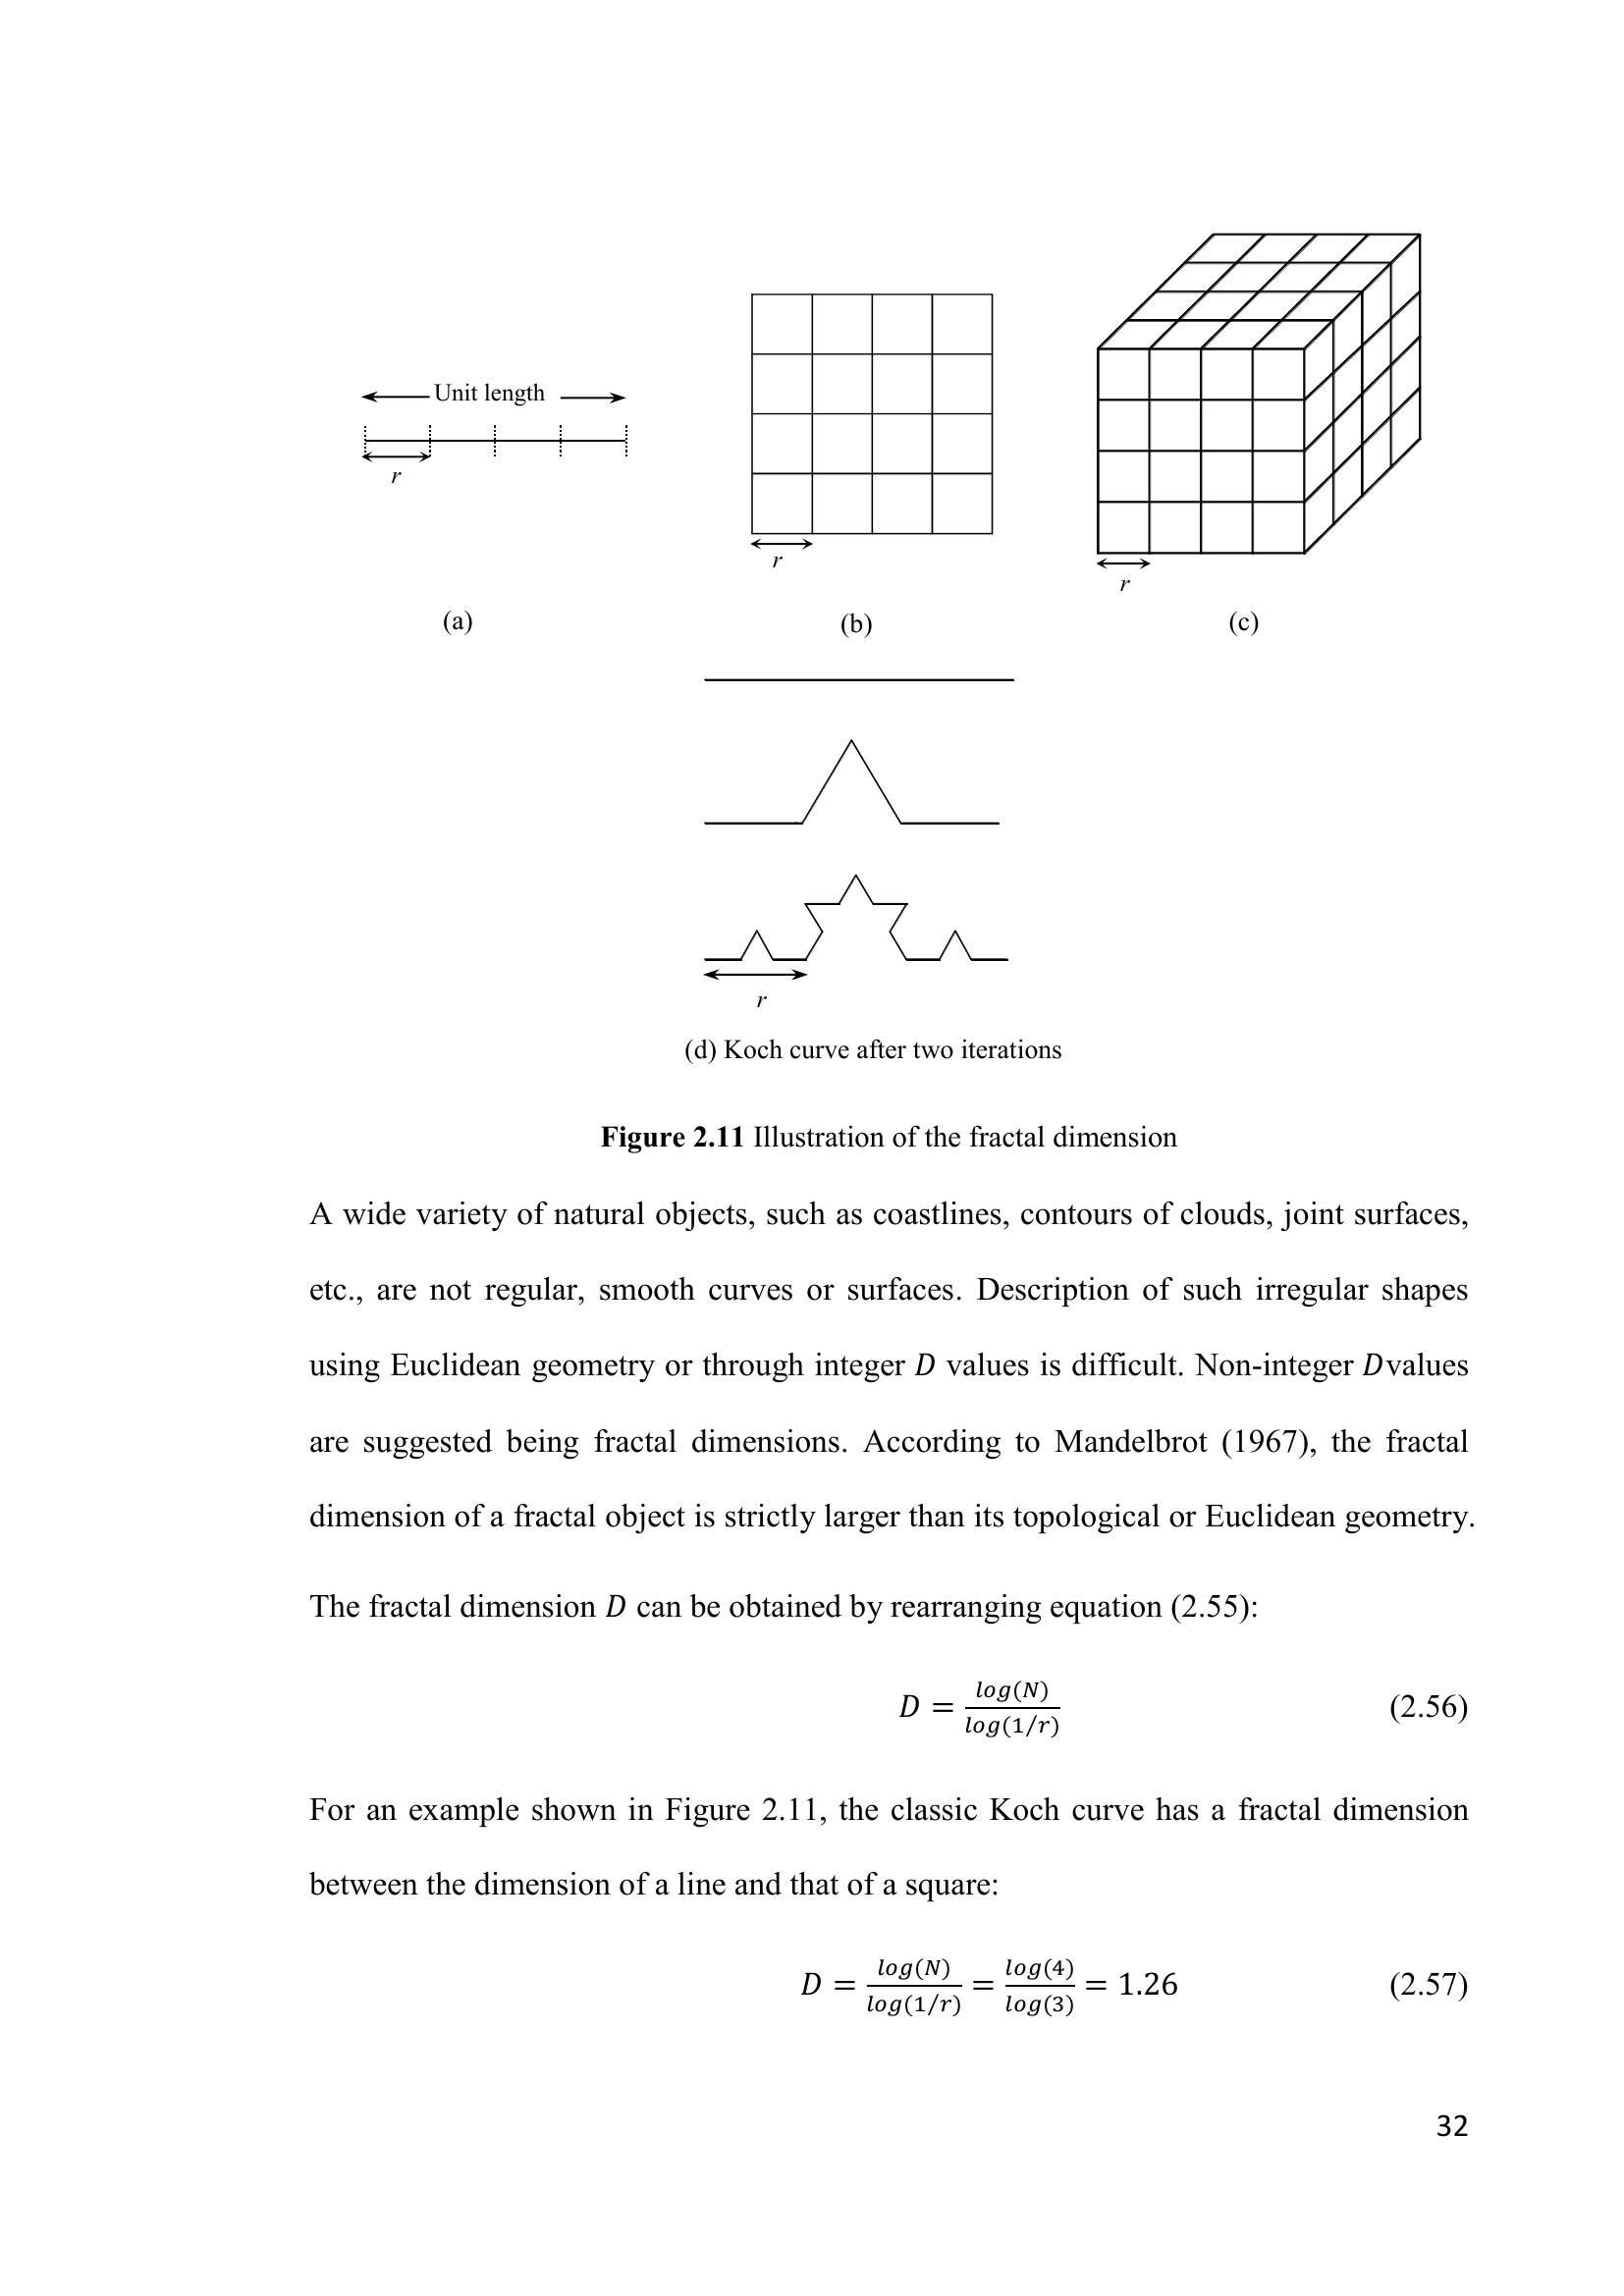 Unit length
r
r
r
(a)
(b)
(c)
r
(d) Koch curve after two iterations
Figure 2.11 Illustration of the fractal dimension
A wide variety of natural objects, such as coastlines, contours of clouds, joint surfaces,
etc., are not regular, smooth curves or surfaces. Description of such irregular shapes
using Euclidean geometry or through integer D values is difficult. Non-integer Dvalues
are suggested being fractal dimensions. According to Mandelbrot (1967), the fractal
dimension of a fractal object is strictly larger than its topological or Euclidean geometry.
The fractal dimension D can be obtained by rearranging equation (2.55):
D = log(N)/log(1/r) (2.56)
For an example shown in Figure 2.11, the classic Koch curve has a fractal dimension
between the dimension of a line and that of a square:
D = log(N)/log(1/r) = log(4)/log(3) = 1.26 (2.57)
32